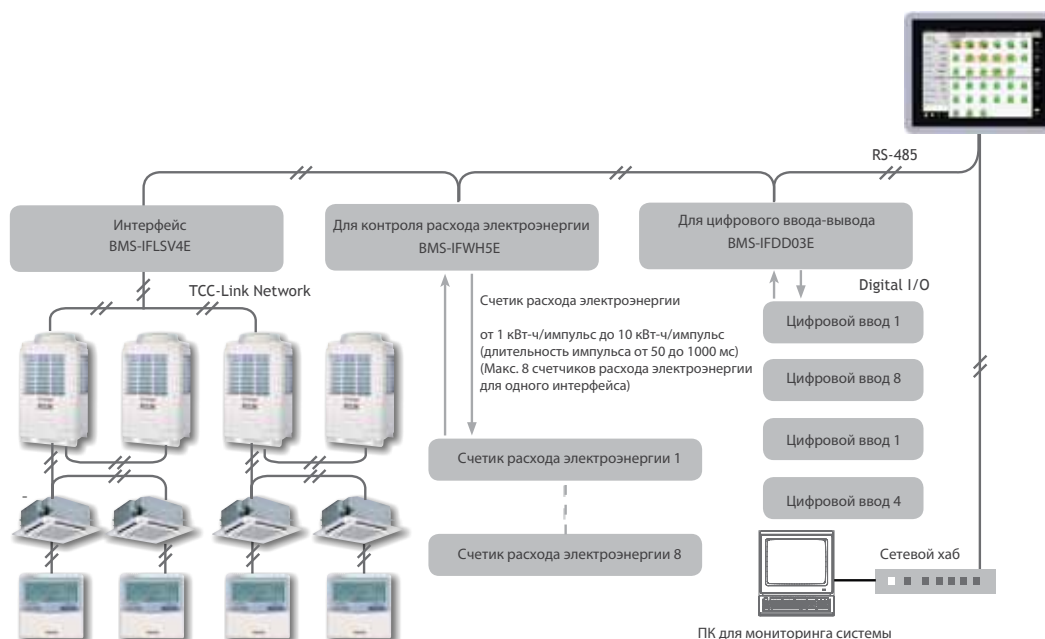 RS-485
Интерфейс
BMS-IFLSV4E
Для контроля расхода электроэнергии
BMS-IFWH5E
Для цифрового ввода-вывода
BMS-IFDD03E
TCC-Link Network
Digital I/O
Счетик расхода электроэнергии
от 1 кВт-ч/импульс до 10 кВт-ч/импульс
(длительность импульса от 50 до 1000 мс)
(Макс. 8 счетчиков расхода электроэнергии
для одного интерфейса)
Цифровой ввод 1
Цифровой ввод 8
Цифровой ввод 1
Цифровой ввод 4
Счетик расхода электроэнергии 1
Счетик расхода электроэнергии 8
Сетевой хаб
ПК для мониторинга системы